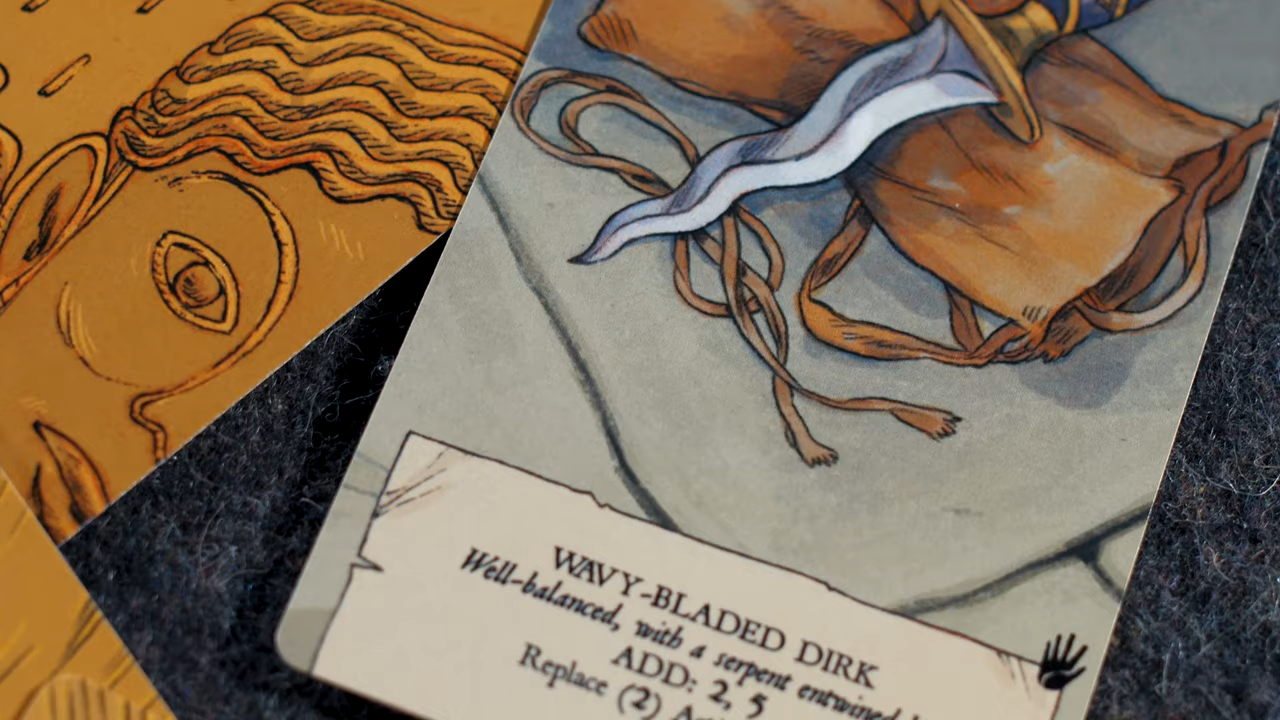 WAVY-BLADED DIRK
Well-balanced, with a serpent entwined
ADD: 2, 5
Replace (2)